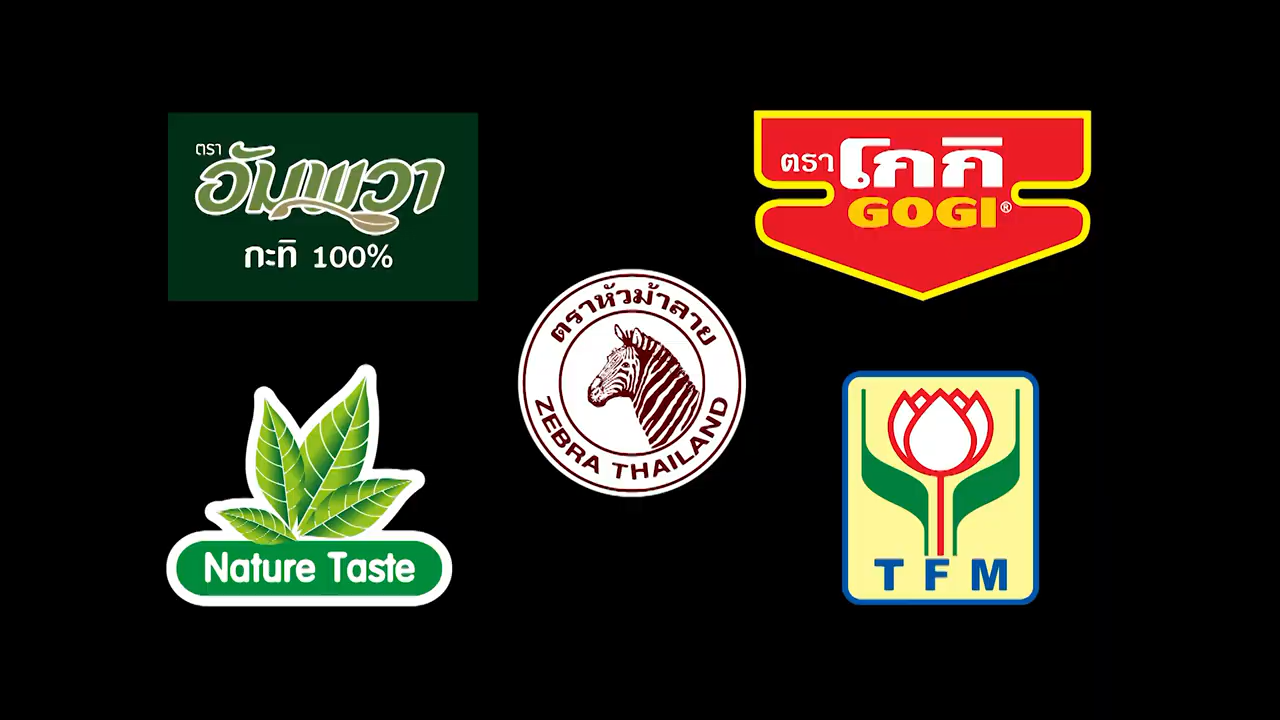 ตรา
อัมพวา
กะทิ 100%
ตรา โกกิ
GOGI®
ตราหัวม้าลาย
ZEBRA THAILAND
Nature Taste
TFM